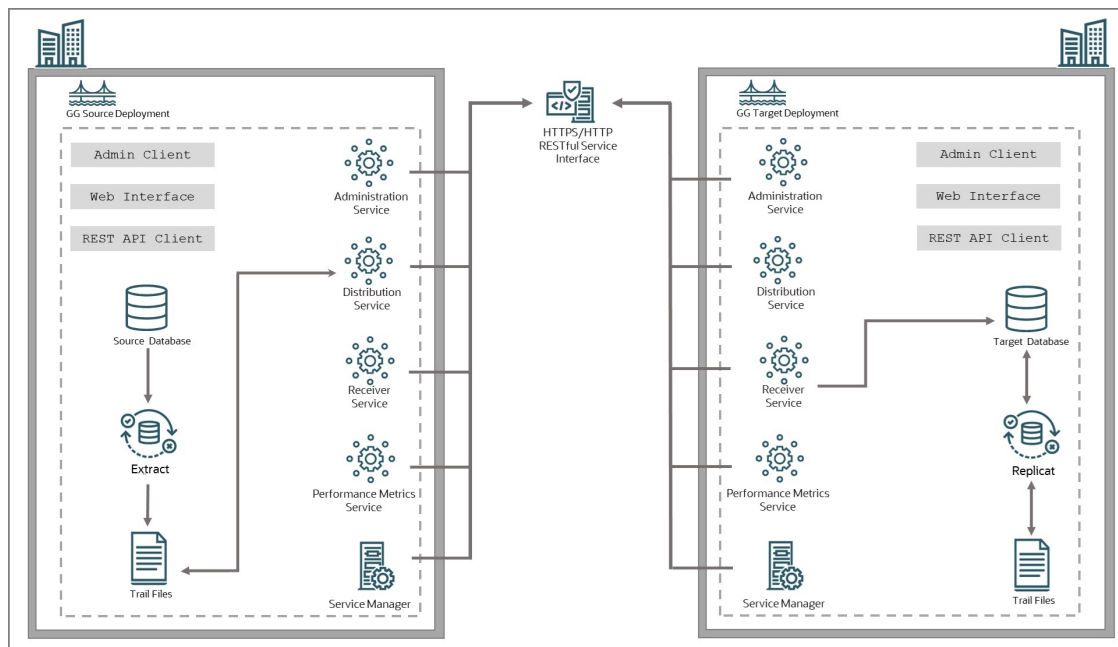 GG Source Deployment
Admin Client
Web Interface
REST API Client
Source Database
Extract
Trail Files
Administration
Service
Distribution
Service
Receiver
Service
Performance Metrics
Service
Service Manager
</>
HTTPS/HTTP
RESTful Service
Interface
GG Target Deployment
Administration
Service
Distribution
Service
Receiver
Service
Performance Metrics
Service
Service Manager
Admin Client
Web Interface
REST API Client
Target Database
Replicat
Trail Files